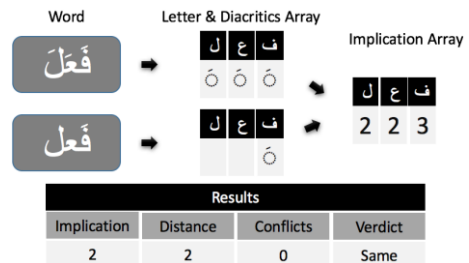 Word
Letter & Diacritics Array
Implication Array
فَعَلَ
ف ع ل
◌َ ◌َ ◌َ
فَعل
ف ع ل
◌َ
ف ع ل
2 2 3
Results
Implication Distance Conflicts Verdict
2 2 0 Same